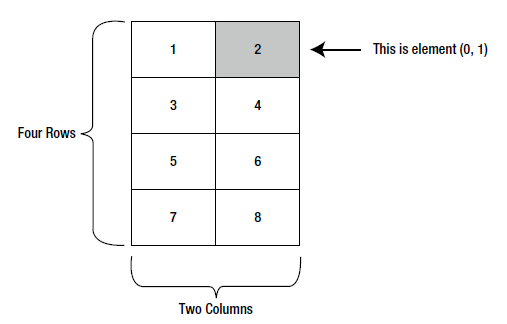 1 2 This is element (0, 1)
3 4
Four Rows
5 6
7 8
Two Columns